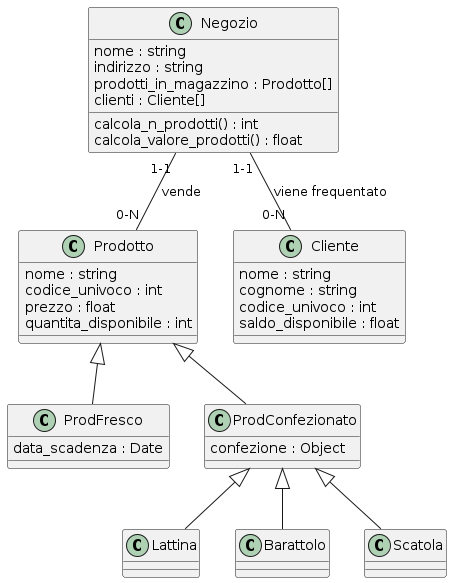 C Negozio
nome : string
indirizzo : string
prodotti_in_magazzino : Prodotto[]
clienti : Cliente[]
calcola_n_prodotti() : int
calcola_valore_prodotti() : float
1-1 1-1
vende viene frequentato
0-N 0-N
C Prodotto
nome : string
codice_univoco : int
prezzo : float
quantita_disponibile : int
C Cliente
nome : string
cognome : string
codice_univoco : int
saldo_disponibile : float
C ProdFresco
data_scadenza : Date
C ProdConfezionato
confezione : Object
C Lattina
C Barattolo
C Scatola